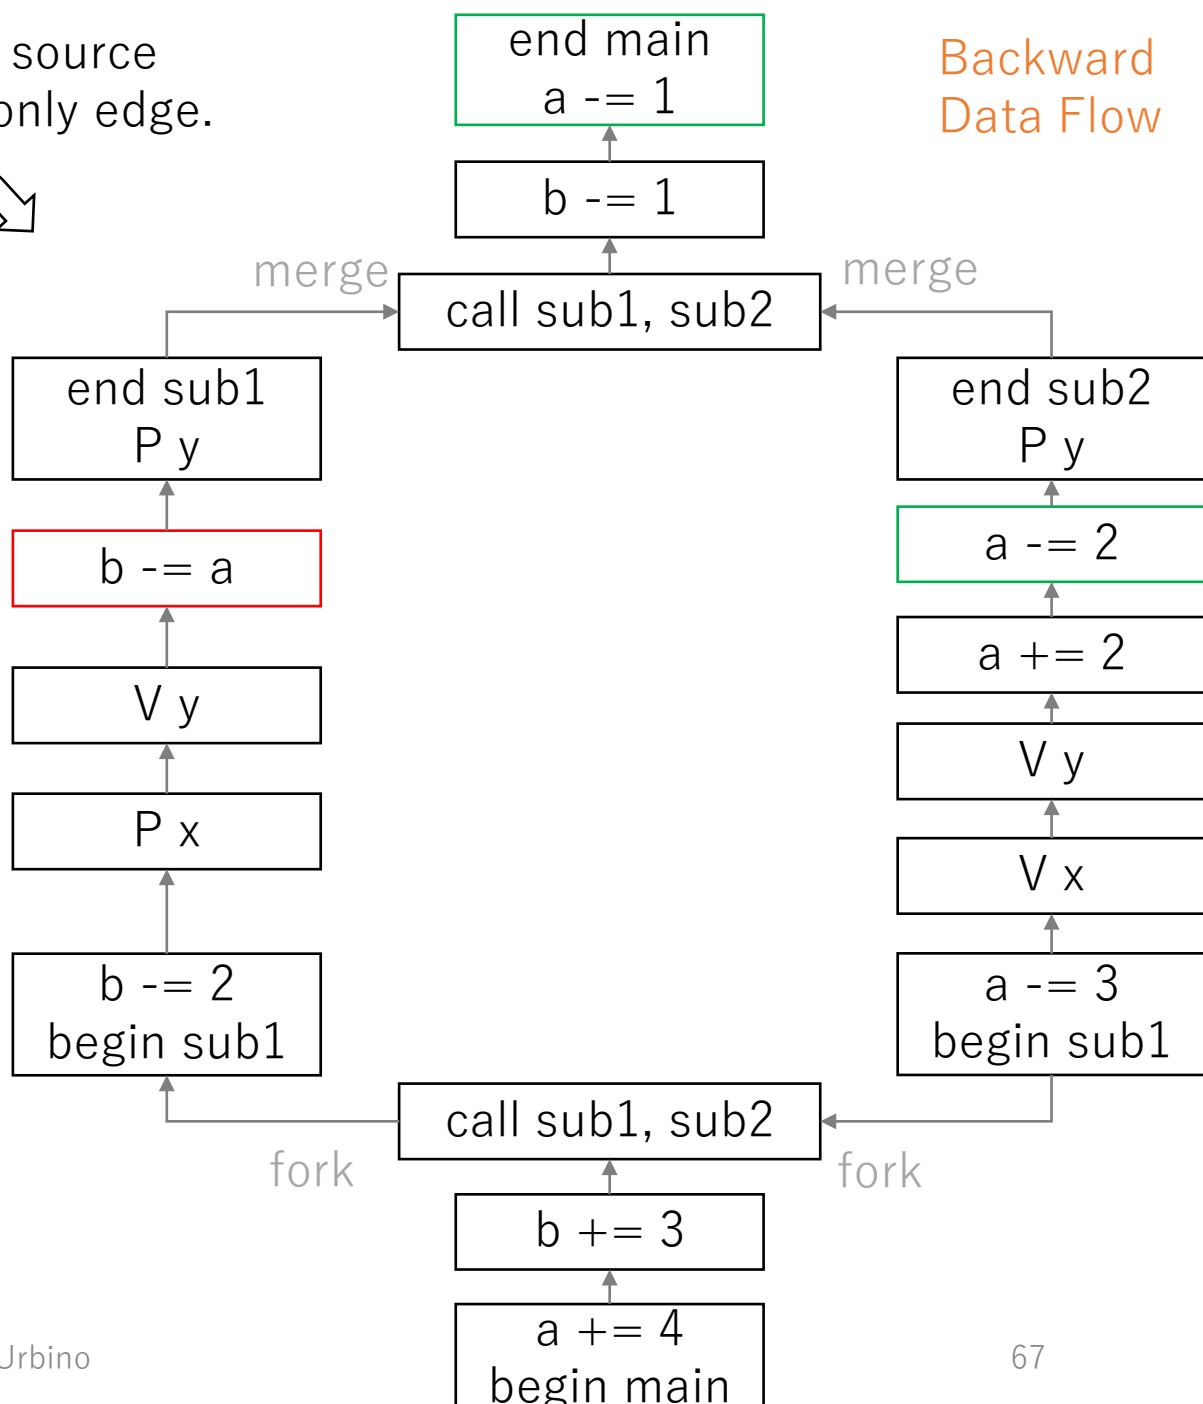 source
only edge.
Backward
Data Flow
end main
a -= 1
b -= 1
merge
merge
call sub1, sub2
end sub1
P y
end sub2
P y
b -= a
a -= 2
a += 2
V y
V y
P x
V x
b -= 2
begin sub1
a -= 3
begin sub1
call sub1, sub2
fork
fork
b += 3
a += 4
begin main
Urbino
67